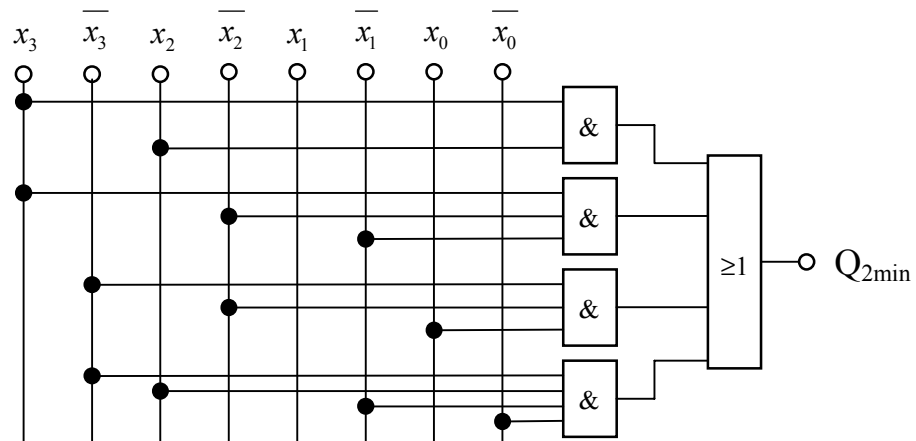 x₃ x̅₃ x₂ x̅₂ x₁ x̅₁ x₀ x̅₀
&
&
≥1 Q₂min
&
&